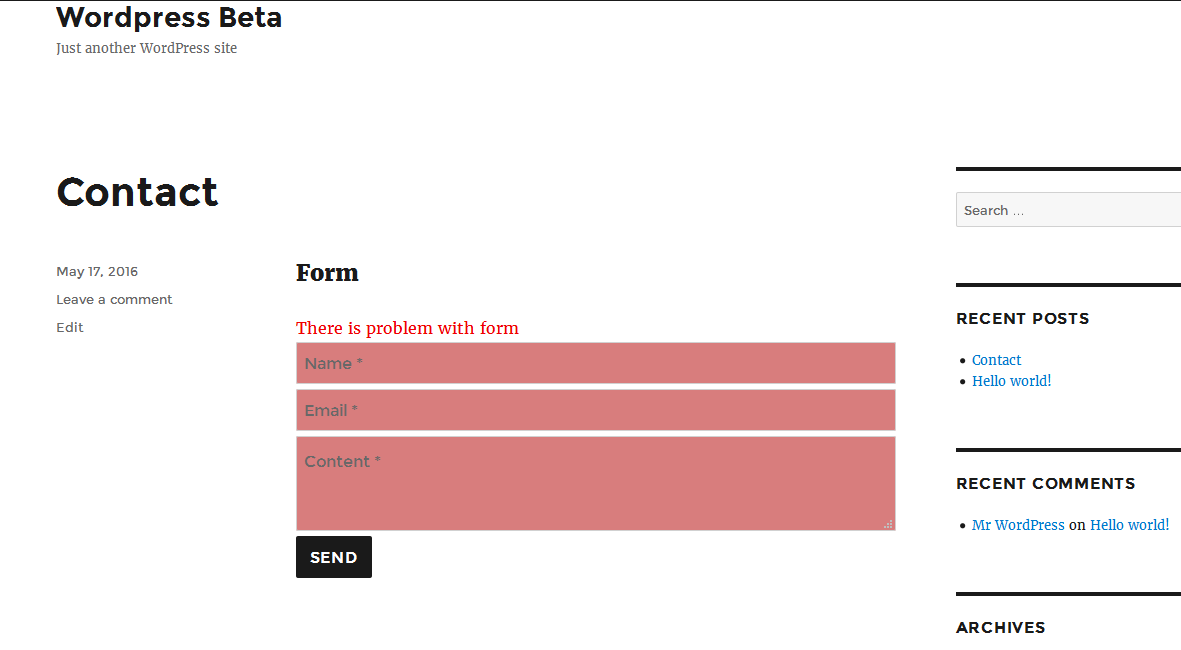 Wordpress Beta
Just another WordPress site
Contact
May 17, 2016
Leave a comment
Edit
Form
There is problem with form
Name *
Email *
Content *
SEND
Search ...
RECENT POSTS
Contact
Hello world!
RECENT COMMENTS
Mr WordPress on Hello world!
ARCHIVES